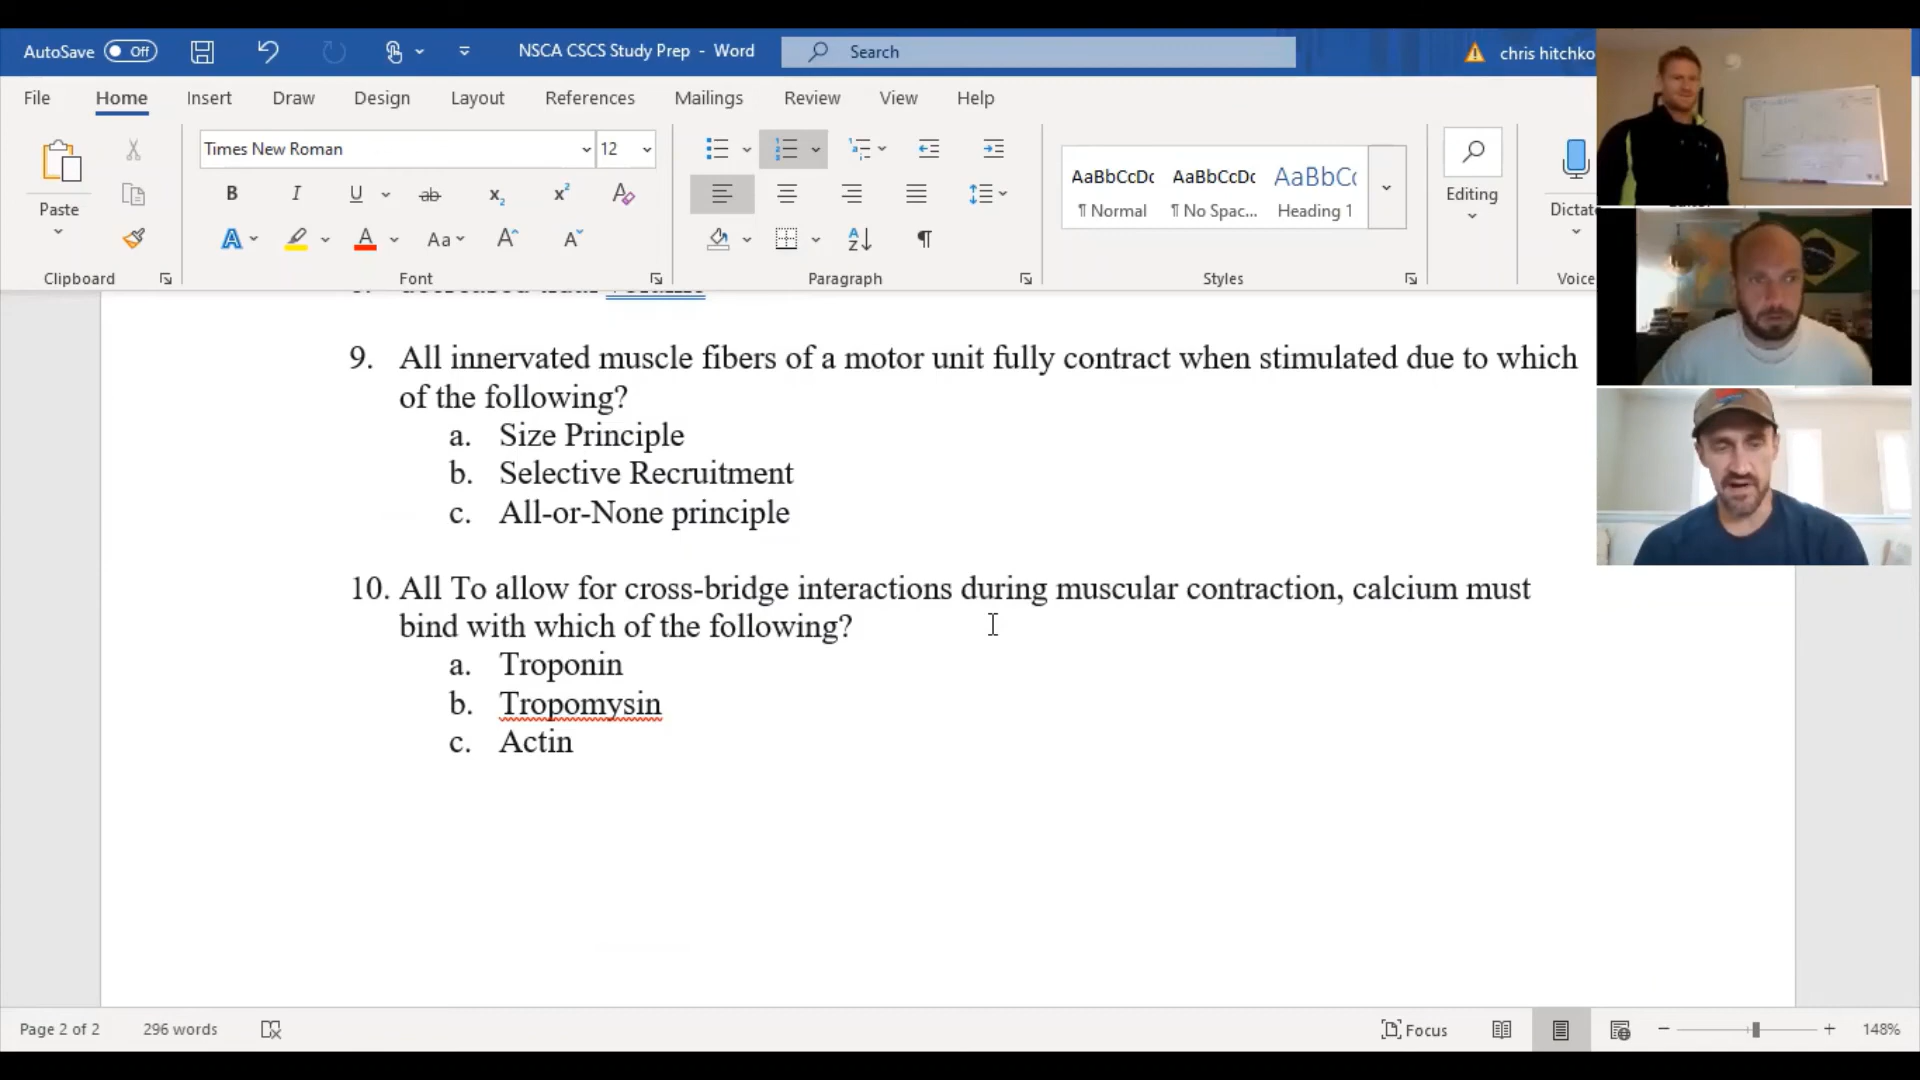 AutoSave Off NSCA CSCS Study Prep - Word Search chris hitchko
File Home Insert Draw Design Layout References Mailings Review View Help
Times New Roman 12
Paste
B I U ab x₂ x² A
A A Aa A A
AaBbCcDc AaBbCcDc AaBbCc
¶ Normal ¶ No Spac... Heading 1
Editing
Dictat
Clipboard Font Paragraph Styles Voice
9. All innervated muscle fibers of a motor unit fully contract when stimulated due to which
of the following?
a. Size Principle
b. Selective Recruitment
c. All-or-None principle
10. All To allow for cross-bridge interactions during muscular contraction, calcium must
bind with which of the following?
a. Troponin
b. Tropomysin
c. Actin
Page 2 of 2 296 words Focus 148%